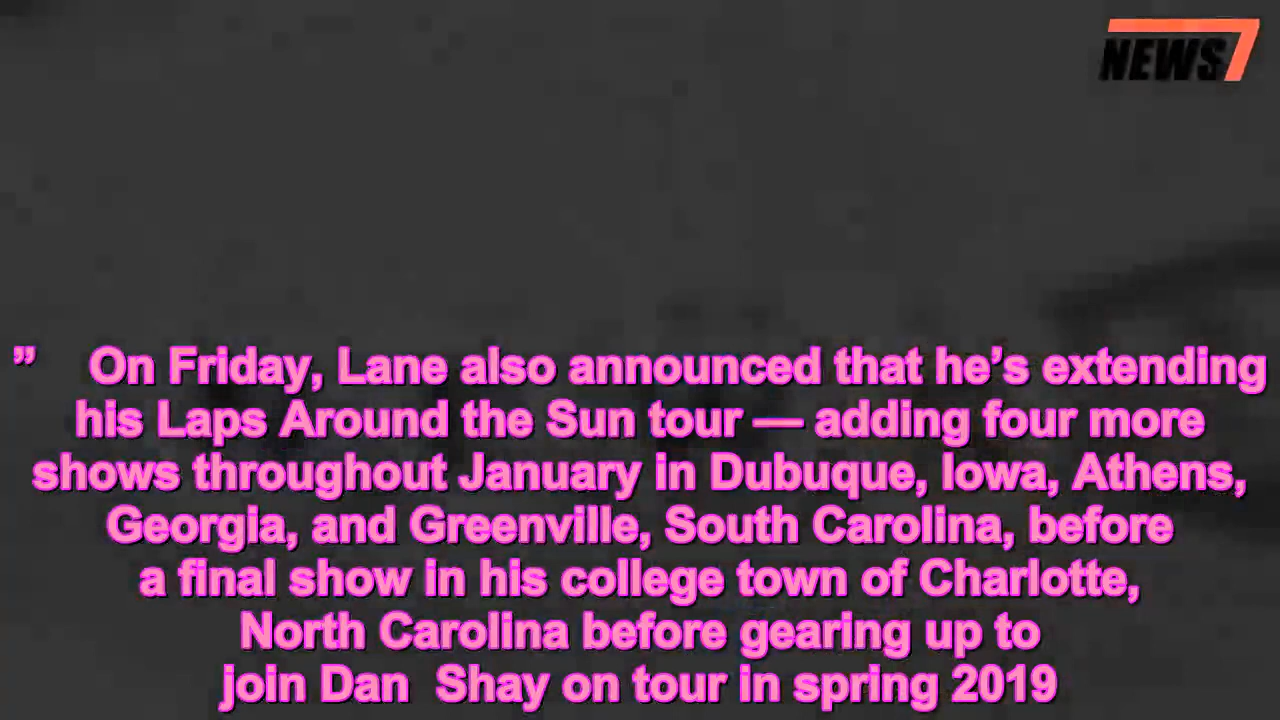 NEWS7
” On Friday, Lane also announced that he’s extending
his Laps Around the Sun tour — adding four more
shows throughout January in Dubuque, Iowa, Athens,
Georgia, and Greenville, South Carolina, before
a final show in his college town of Charlotte,
North Carolina before gearing up to
join Dan  Shay on tour in spring 2019